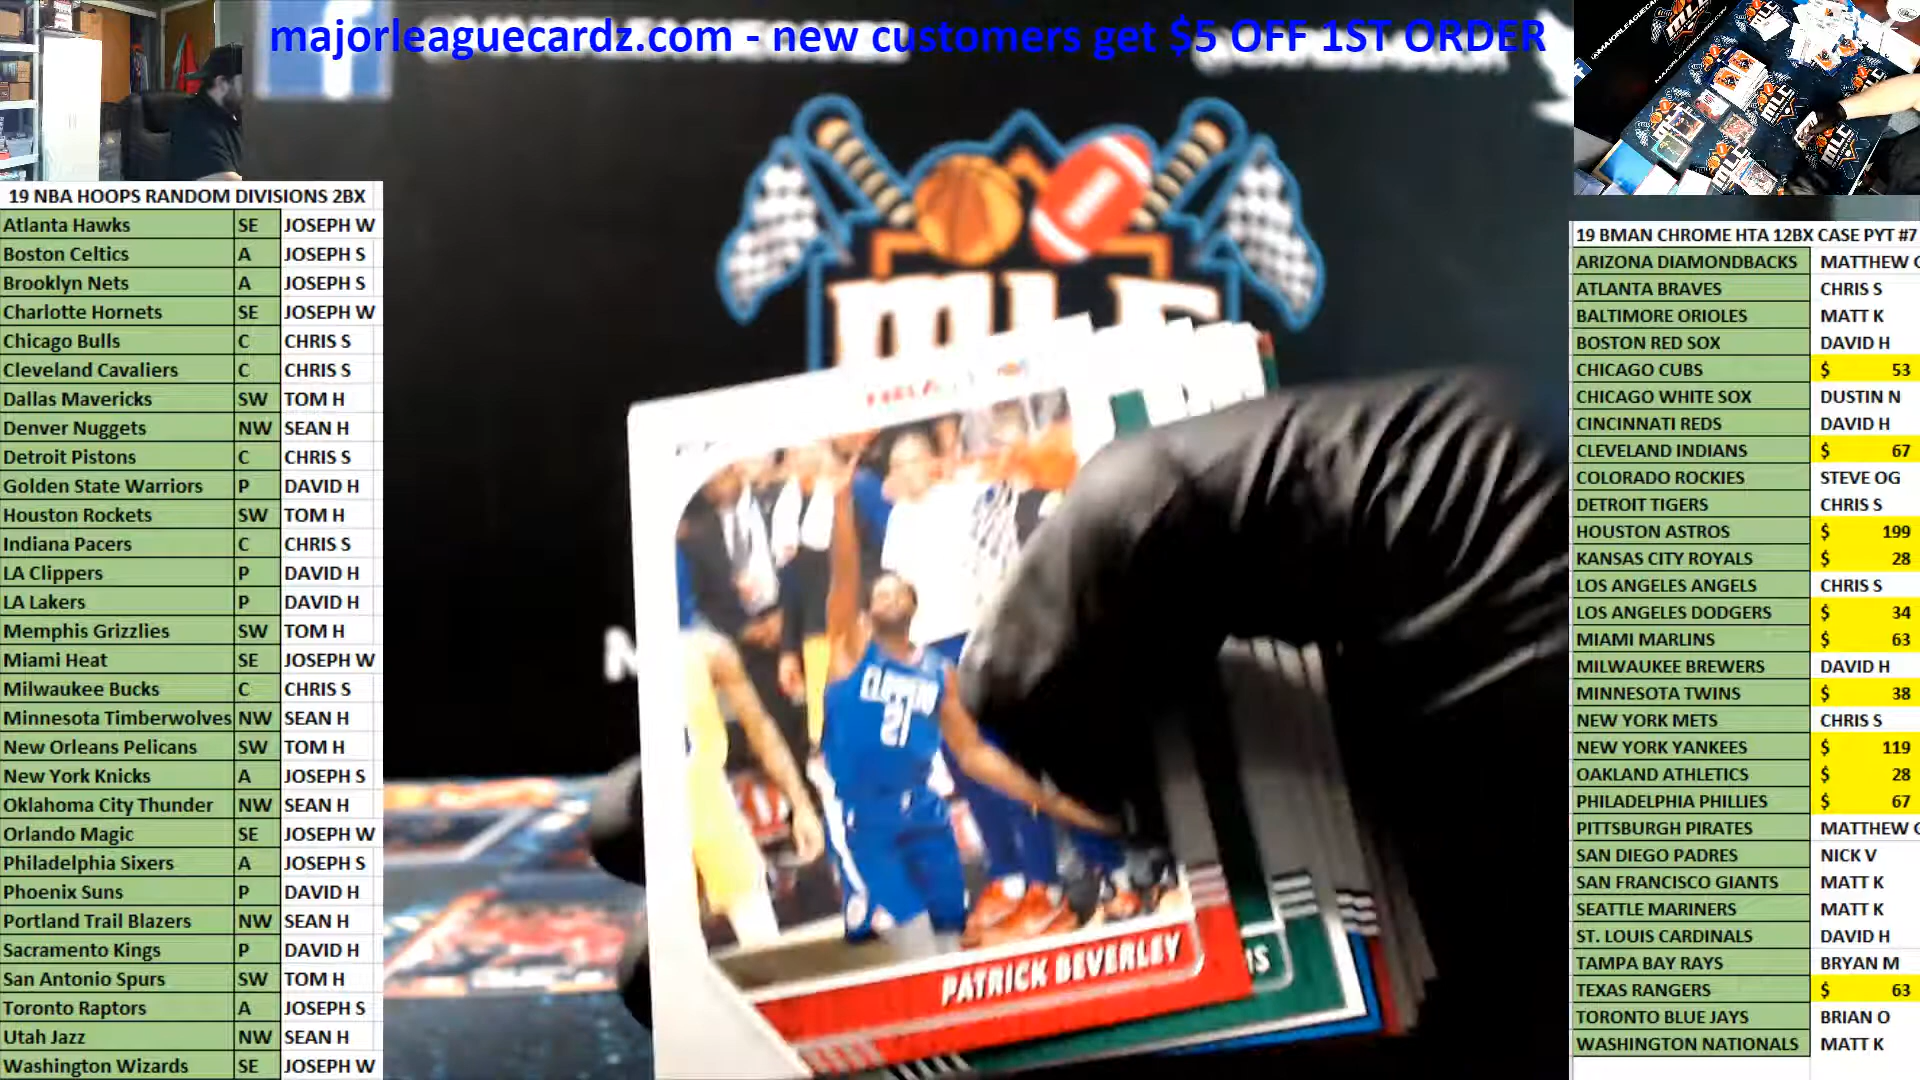 majorleaguecardz.com - new customers get $5 OFF 1ST ORDER
19 NBA HOOPS RANDOM DIVISIONS 2BX
Atlanta Hawks SE JOSEPH W
Boston Celtics A JOSEPH S
Brooklyn Nets A JOSEPH S
Charlotte Hornets SE JOSEPH W
Chicago Bulls C CHRIS S
Cleveland Cavaliers C CHRIS S
Dallas Mavericks SW TOM H
Denver Nuggets NW SEAN H
Detroit Pistons C CHRIS S
Golden State Warriors P DAVID H
Houston Rockets SW TOM H
Indiana Pacers C CHRIS S
LA Clippers P DAVID H
LA Lakers P DAVID H
Memphis Grizzlies SW TOM H
Miami Heat SE JOSEPH W
Milwaukee Bucks C CHRIS S
Minnesota Timberwolves NW SEAN H
New Orleans Pelicans SW TOM H
New York Knicks A JOSEPH S
Oklahoma City Thunder NW SEAN H
Orlando Magic SE JOSEPH W
Philadelphia Sixers A JOSEPH S
Phoenix Suns P DAVID H
Portland Trail Blazers NW SEAN H
Sacramento Kings P DAVID H
San Antonio Spurs SW TOM H
Toronto Raptors A JOSEPH S
Utah Jazz NW SEAN H
Washington Wizards SE JOSEPH W
MLC
CLIPPERS
21
PATRICK BEVERLEY
19 BMAN CHROME HTA 12BX CASE PYT #7
ARIZONA DIAMONDBACKS MATTHEW
ATLANTA BRAVES CHRIS S
BALTIMORE ORIOLES MATT K
BOSTON RED SOX DAVID H
CHICAGO CUBS $ 53
CHICAGO WHITE SOX DUSTIN N
CINCINNATI REDS DAVID H
CLEVELAND INDIANS $ 67
COLORADO ROCKIES STEVE OG
DETROIT TIGERS CHRIS S
HOUSTON ASTROS $ 199
KANSAS CITY ROYALS $ 28
LOS ANGELES ANGELS CHRIS S
LOS ANGELES DODGERS $ 34
MIAMI MARLINS $ 63
MILWAUKEE BREWERS DAVID H
MINNESOTA TWINS $ 38
NEW YORK METS CHRIS S
NEW YORK YANKEES $ 119
OAKLAND ATHLETICS $ 28
PHILADELPHIA PHILLIES $ 67
PITTSBURGH PIRATES MATTHEW
SAN DIEGO PADRES NICK V
SAN FRANCISCO GIANTS MATT K
SEATTLE MARINERS MATT K
ST. LOUIS CARDINALS DAVID H
TAMPA BAY RAYS BRYAN M
TEXAS RANGERS $ 63
TORONTO BLUE JAYS BRIAN O
WASHINGTON NATIONALS MATT K